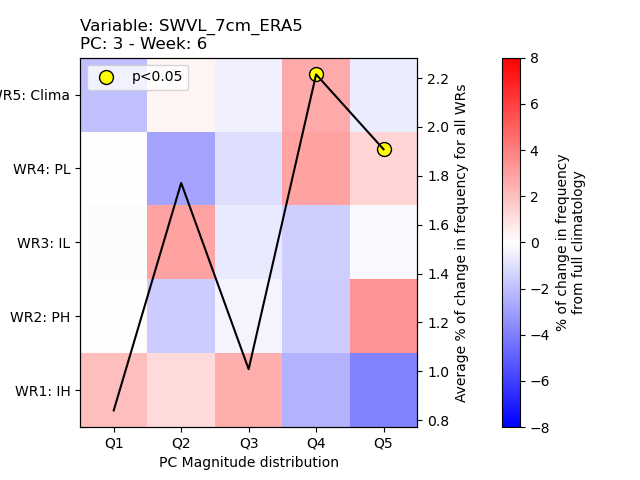 Variable: SWVL_7cm_ERA5
PC: 3 - Week: 6
p<0.05
WR5: Clima
WR4: PL
WR3: IL
WR2: PH
WR1: IH
Q1 Q2 Q3 Q4 Q5
PC Magnitude distribution
2.2
2.0
1.8
1.6
1.4
1.2
1.0
0.8
Average % of change in frequency for all WRs
8
6
4
2
0
−2
−4
−6
−8
% of change in frequency
from full climatology